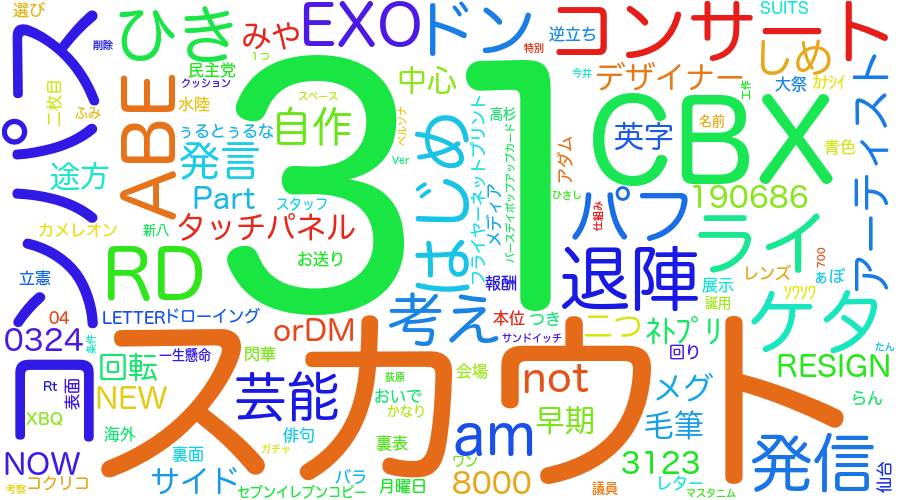 選び
コンパス
ひき
みや
EXO
ドン
SUITS
逆立ち
コンサート
しめ
特別
削除
1つ
民主党
クッション
中心
今井
デザイナー
大祭
ｶﾅｼｲ
工作
二枚目
ふみ
ABE
水陸
スペース
31
自作
ペルソナ
高杉
CBX
英字
名前
アーティスト
うるとぅるな
発言
はじめ
フライヤーネットプリント
アダム
青色
途方
Part
スタッフ
Ver
メディア
バースデイポップアップカード
ひさし
パフ
190686
カメレオン
新八
タッチパネル
仕組み
ライ
700
お送り
立憲
RD
報酬
退陣
展示
レンズ
あぼ
誕用
ｿﾜｿﾜ
04
LETTER
ドローイング
orDM
考え
本位
つき
二つ
ﾈﾄﾌﾟﾘ
ケタ
0324
条件
回転
一生懸命
閃華
サンドイッチ
回り
たん
RESIGN
スカウト
Rt
表面
NEW
芸能
荻原
会場
not
メグ
おいで
かなり
らん
XBQ
海外
俳句
ガチャ
裏表
am
早期
毛筆
発信
NOW
裏面
サイド
バラ
ワン
3123
仙台
考察
コクリコ
セブンイレブンコピー
月曜日
8000
議員
レター
マスタニム